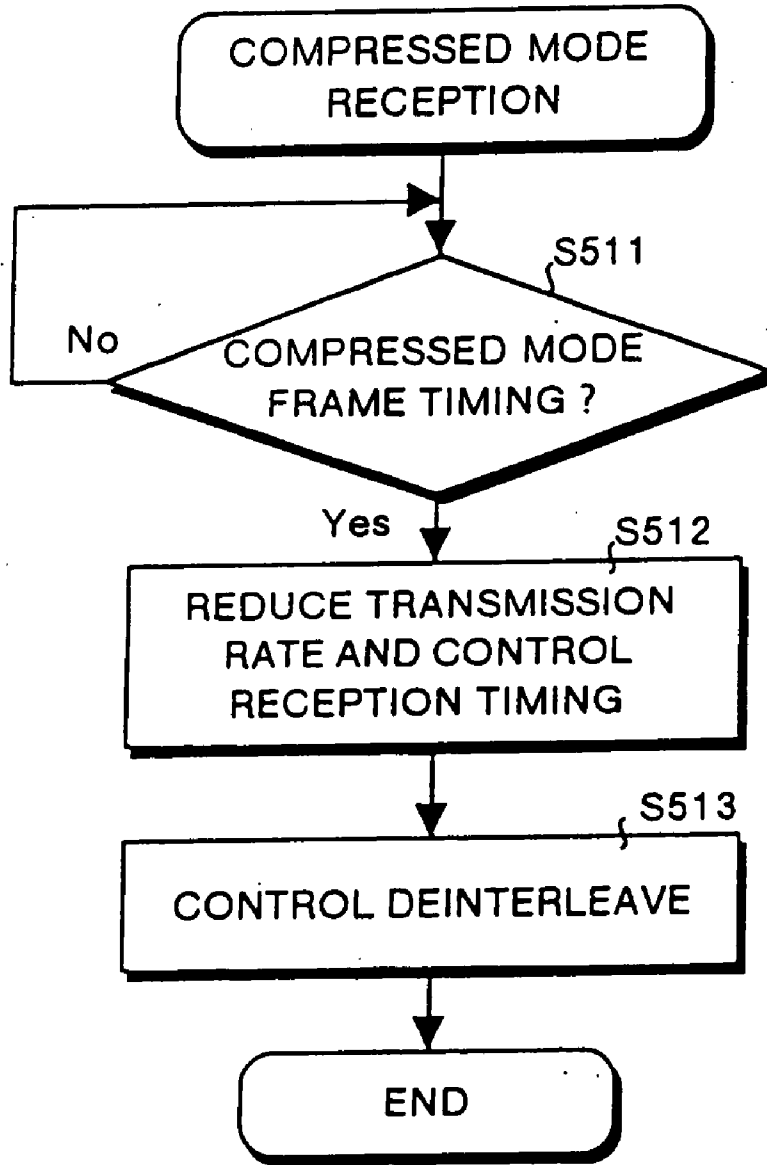 COMPRESSED MODE
RECEPTION
S511
No
COMPRESSED MODE
FRAME TIMING ?
Yes
S512
REDUCE TRANSMISSION
RATE AND CONTROL
RECEPTION TIMING
S513
CONTROL DEINTERLEAVE
END